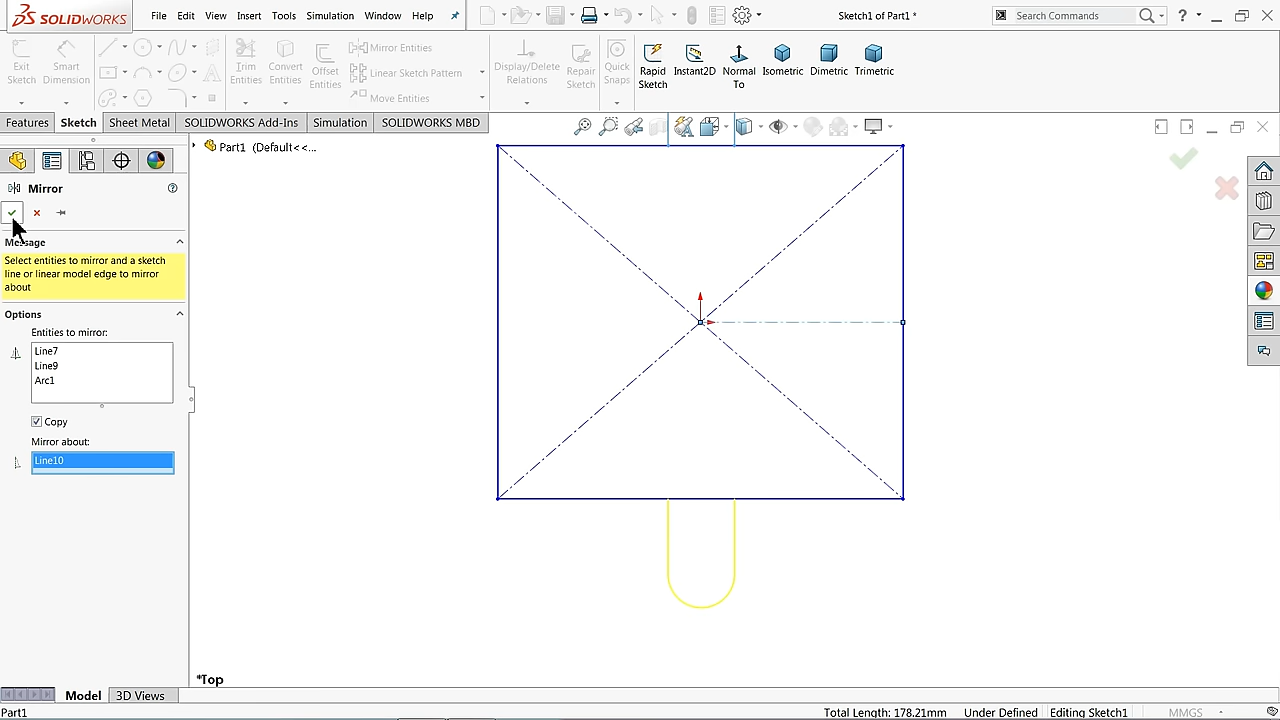 SOLIDWORKS
File Edit View Insert Tools Simulation Window Help
Sketch1 of Part1 *
Search Commands
?
Exit Sketch
Smart Dimension
Trim Entities
Convert Entities
Offset Entities
Mirror Entities
Linear Sketch Pattern
Move Entities
Display/Delete Relations
Repair Sketch
Quick Snaps
Rapid Sketch
Instant2D
Normal To
Isometric
Dimetric
Trimetric
Features Sketch Sheet Metal SOLIDWORKS Add-Ins Simulation SOLIDWORKS MBD
Part1 (Default<<...
Mirror
Message
Select entities to mirror and a sketch
line or linear model edge to mirror
about
Options
Entities to mirror:
Line7
Line9
Arc1
Copy
Mirror about:
Line10
*Top
Model 3D Views
Part1
Total Length: 178.21mm Under Defined Editing Sketch1 MMGS